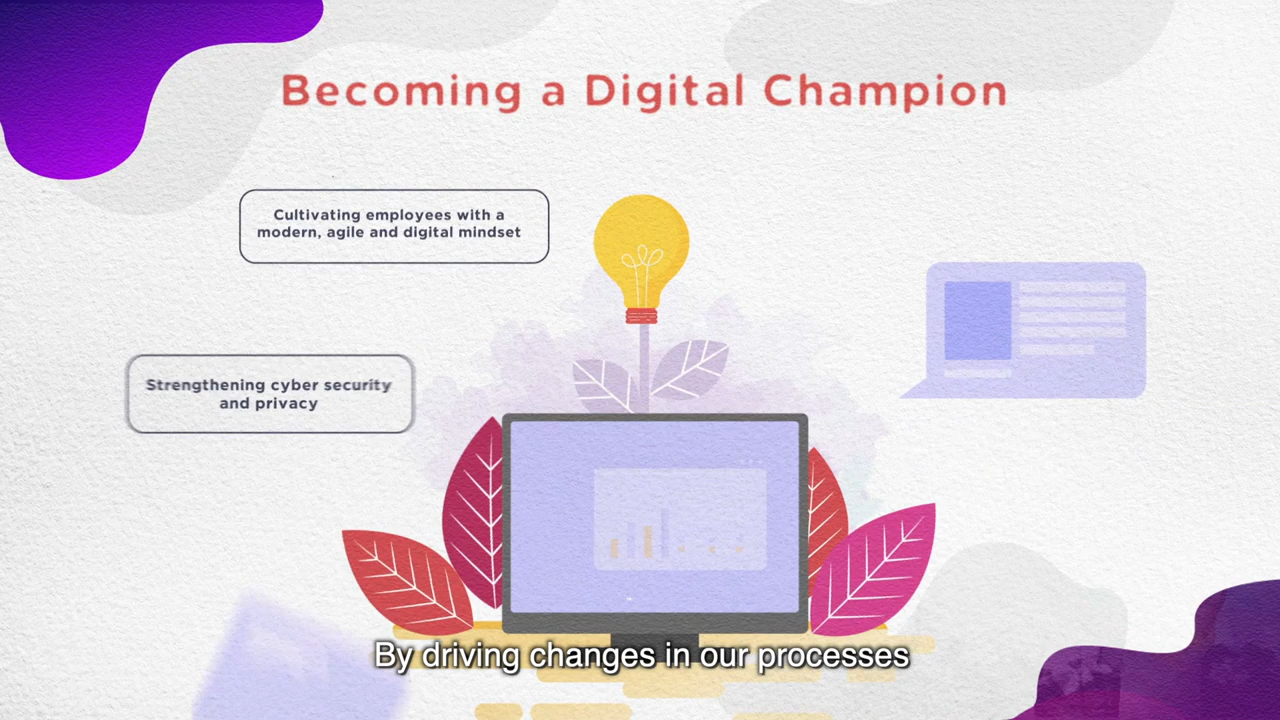 Becoming a Digital Champion
Cultivating employees with a
modern, agile and digital mindset
Strengthening cyber security
and privacy
By driving changes in our processes